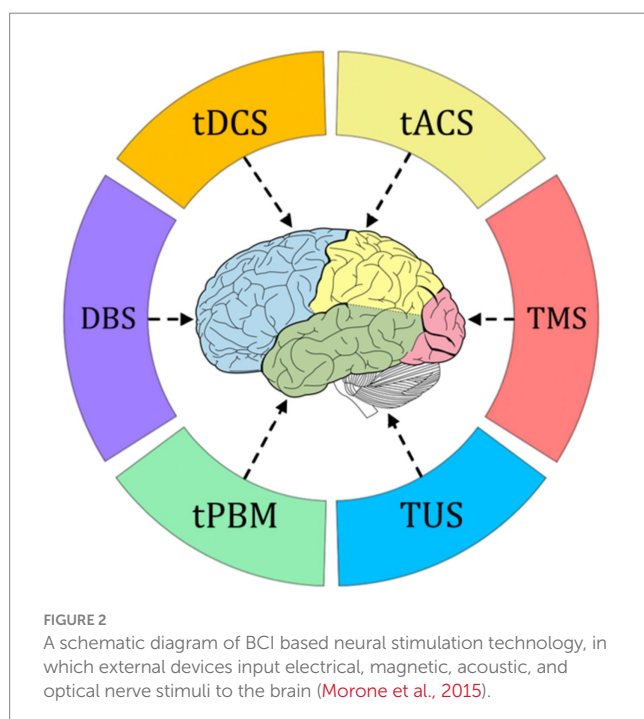 tDCS
tACS
DBS
TMS
tPBM
TUS
FIGURE 2
A schematic diagram of BCI based neural stimulation technology, in
which external devices input electrical, magnetic, acoustic, and
optical nerve stimuli to the brain (Morone et al., 2015).